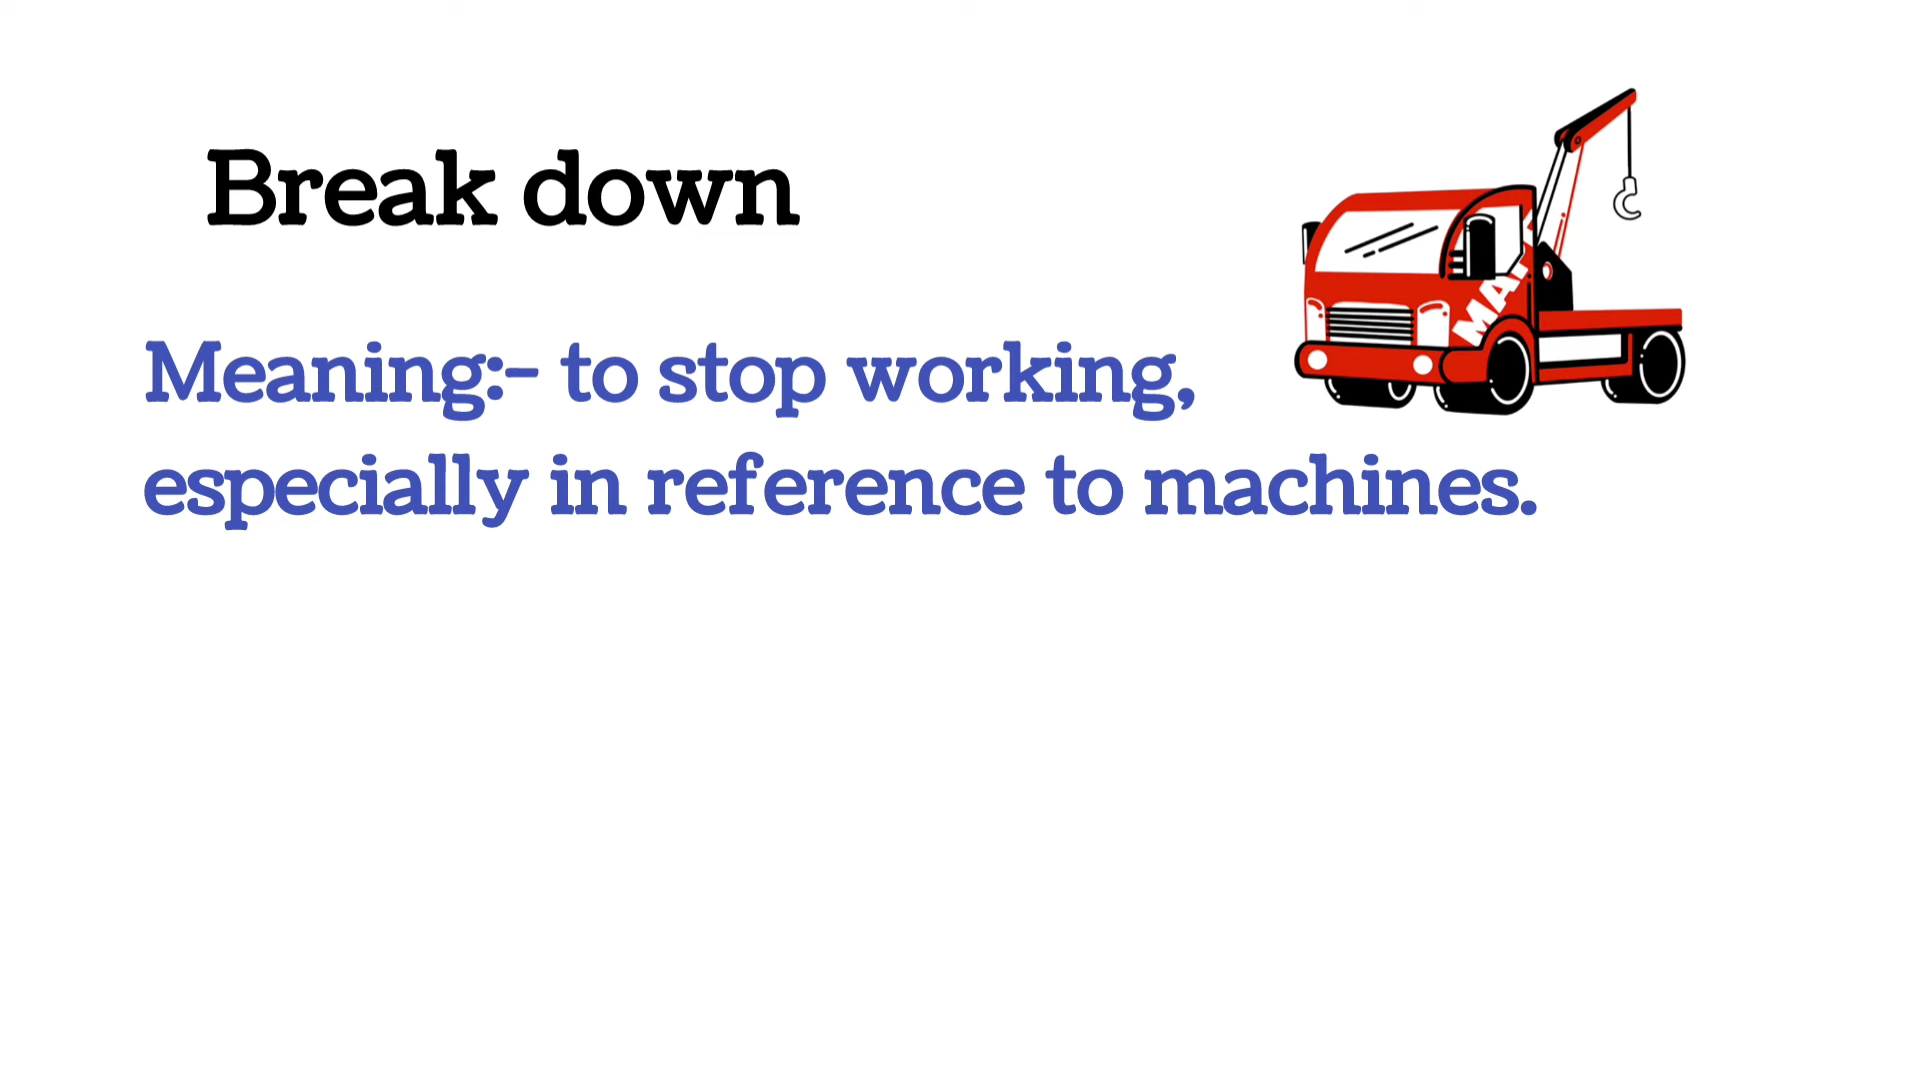 Break down
Meaning:- to stop working,
especially in reference to machines.